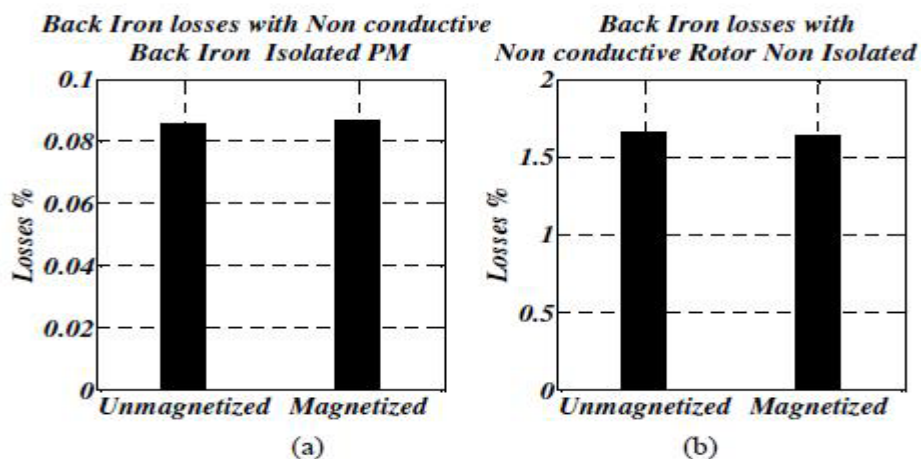 Back Iron losses with Non conductive
Back Iron Isolated PM
0.1
0.08
0.06
0.04
0.02
0
Losses %
Unmagnetized Magnetized
(a)
Back Iron losses with
Non conductive Rotor Non Isolated
2
1.5
1
0.5
0
Losses %
Unmagnetized Magnetized
(b)